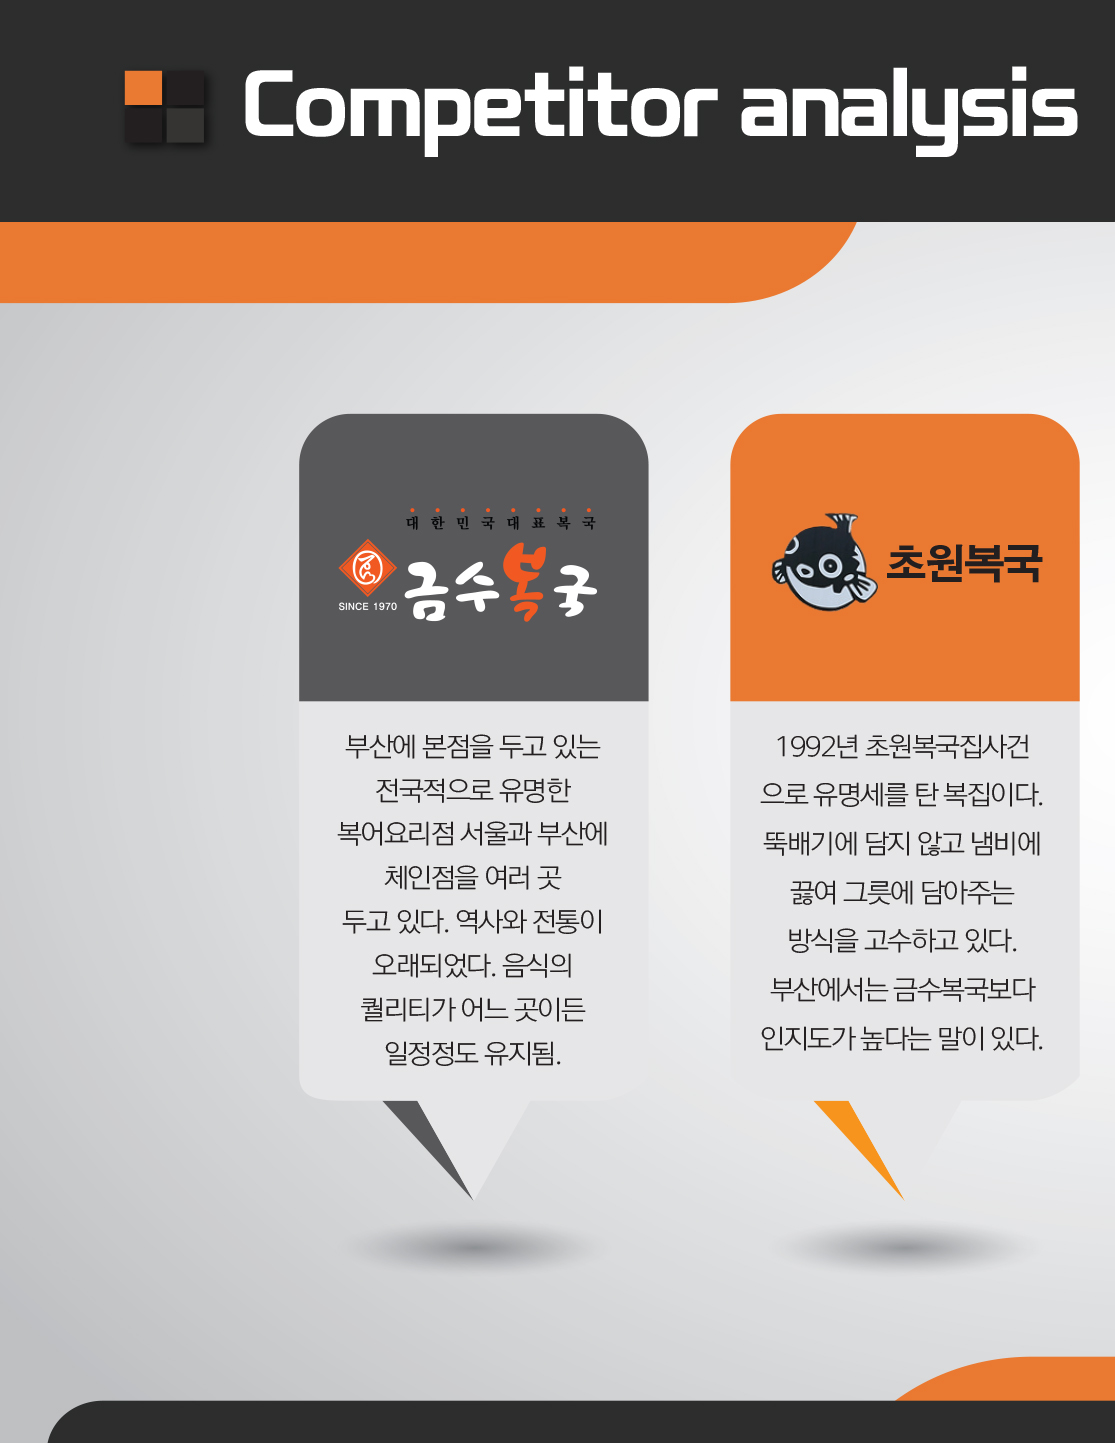 Competitor analysis
대한민국대표복국
금수복국
SINCE 1970
부산에 본점을 두고 있는
전국적으로 유명한
복어요리점 서울과 부산에
체인점을 여러 곳
두고 있다. 역사와 전통이
오래되었다. 음식의
퀄리티가 어느 곳이든
일정정도 유지됨.
초원복국
1992년 초원복국집사건
으로 유명세를 탄 복집이다.
뚝배기에 담지 않고 냄비에
끓여 그릇에 담아주는
방식을 고수하고 있다.
부산에서는 금수복국보다
인지도가 높다는 말이 있다.